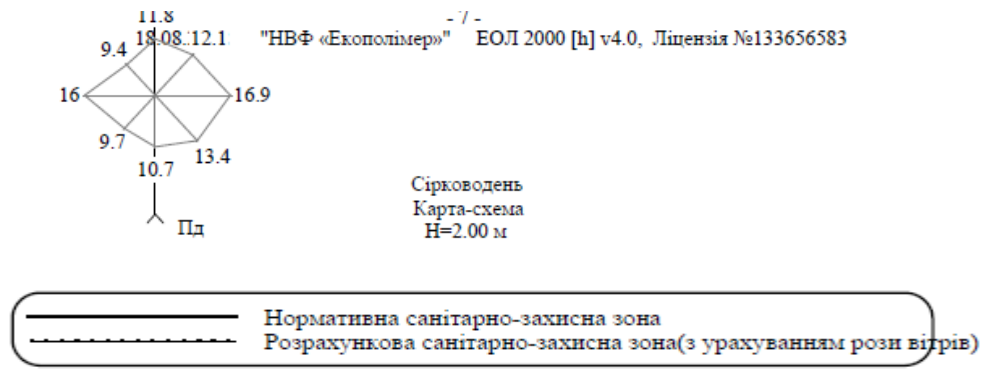 11.8
- 7 -
9.4
18.08.:12.1
"НВФ «Екополімер»" ЕОЛ 2000 [h] v4.0, Ліцензія №133656583
16
16.9
9.7
13.4
10.7
Пд
Сірководень
Карта-схема
Н=2.00 м
Нормативна санітарно-захисна зона
Розрахункова санітарно-захисна зона(з урахуванням рози вітрів)